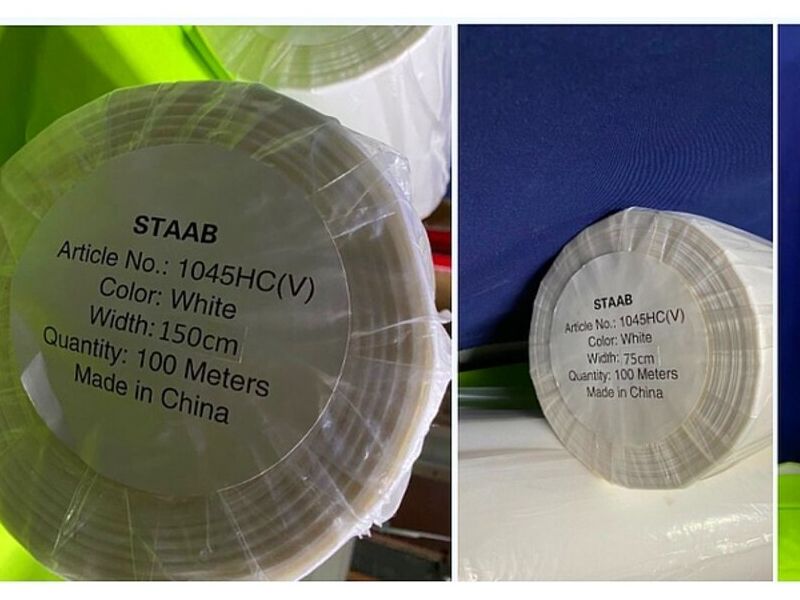 STAAB
Article No.: 1045HC(V)
Color: White
Width: 150cm
Quantity: 100 Meters
Made in China
STAAB
Article No.: 1045HC(V)
Color: White
Width: 75cm
Quantity: 100 Meters
Made in China